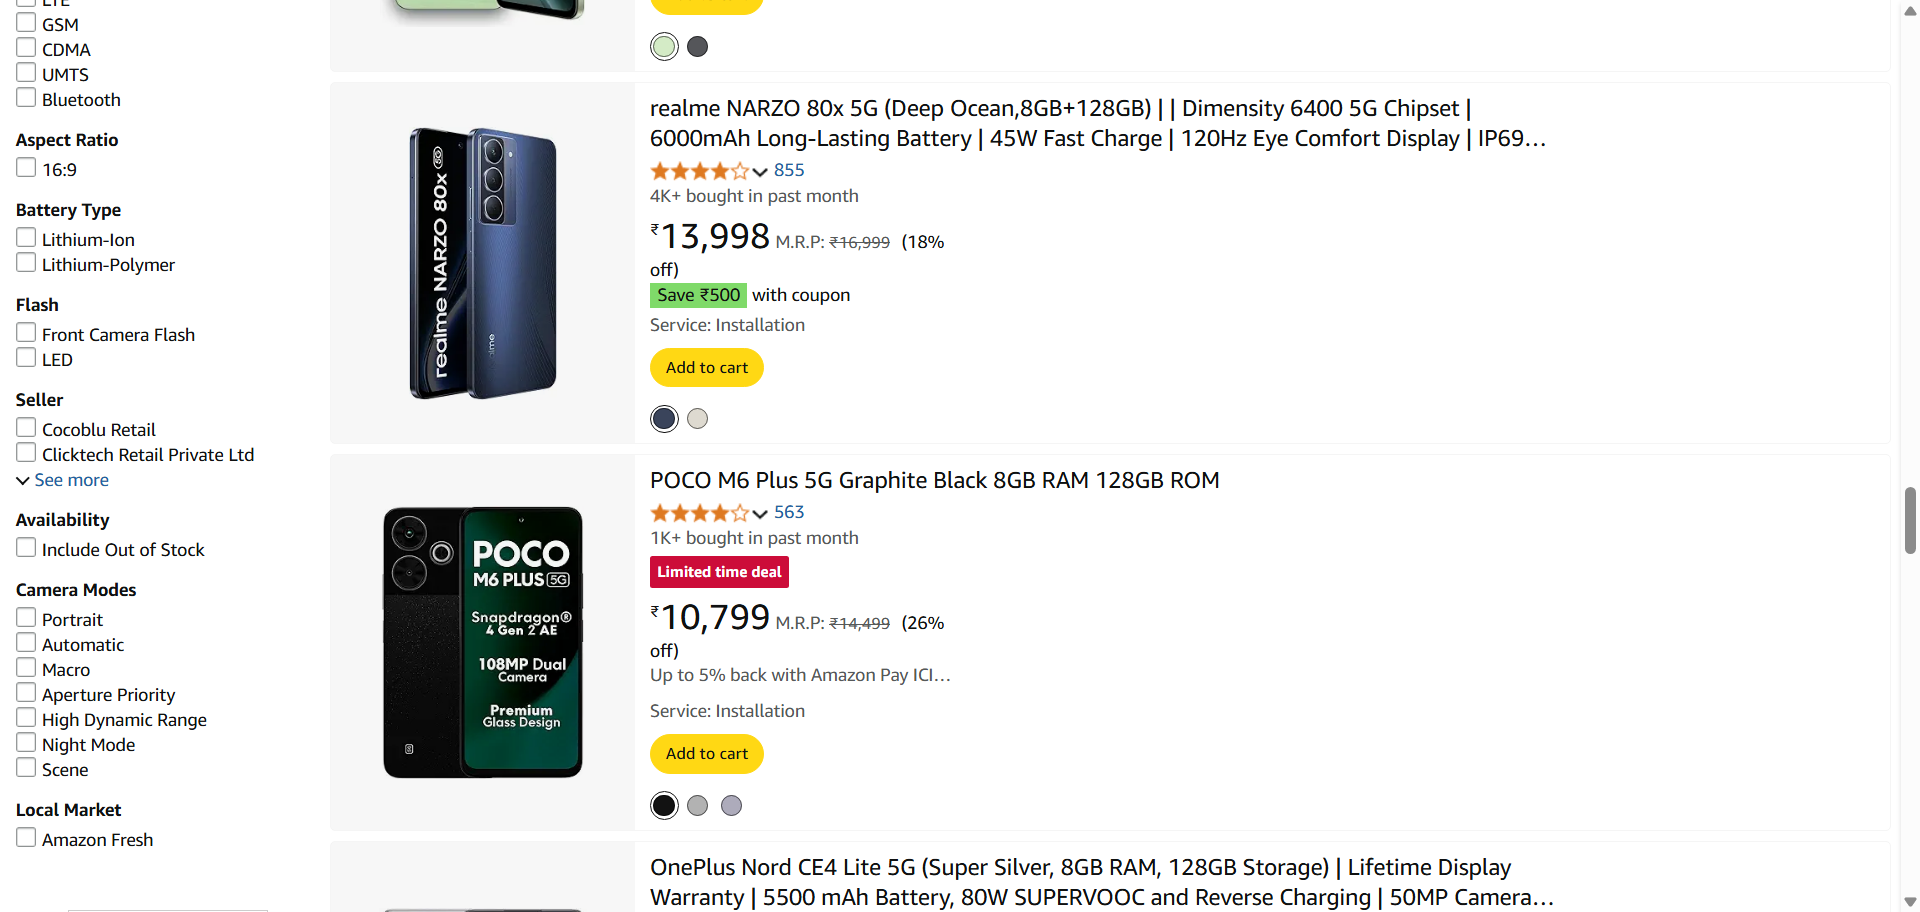 LTE
GSM
CDMA
UMTS
Bluetooth
Aspect Ratio
16:9
Battery Type
Lithium-Ion
Lithium-Polymer
Flash
Front Camera Flash
LED
Seller
Cocoblu Retail
Clicktech Retail Private Ltd
See more
Availability
Include Out of Stock
Camera Modes
Portrait
Automatic
Macro
Aperture Priority
High Dynamic Range
Night Mode
Scene
Local Market
Amazon Fresh
realme NARZO 80x 5G
realme
realme NARZO 80x 5G (Deep Ocean,8GB+128GB) | | Dimensity 6400 5G Chipset |
6000mAh Long-Lasting Battery | 45W Fast Charge | 120Hz Eye Comfort Display | IP69...
855
4K+ bought in past month
₹13,998 M.R.P: ₹16,999 (18%
off)
Save ₹500 with coupon
Service: Installation
Add to cart
POCO
M6 PLUS 5G
Snapdragon®
4 Gen 2 AE
108MP Dual
Camera
Premium
Glass Design
POCO M6 Plus 5G Graphite Black 8GB RAM 128GB ROM
563
1K+ bought in past month
Limited time deal
₹10,799 M.R.P: ₹14,499 (26%
off)
Up to 5% back with Amazon Pay ICI...
Service: Installation
Add to cart
OnePlus Nord CE4 Lite 5G (Super Silver, 8GB RAM, 128GB Storage) | Lifetime Display
Warranty | 5500 mAh Battery, 80W SUPERVOOC and Reverse Charging | 50MP Camera...